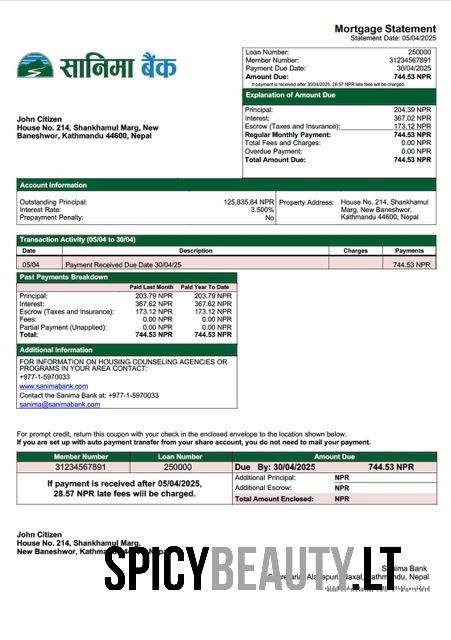 Mortgage Statement
Statement Date: 05/04/2025
सानिमा बैंक
Loan Number: 250000
Member Number: 31234567891
Payment Due Date: 30/04/2025
Amount Due: 744.53 NPR
If payment is received after 30/04/2025, 28.57 NPR late fees will be charged.
Explanation of Amount Due
Principal: 204.39 NPR
Interest: 367.02 NPR
Escrow (Taxes and Insurance): 173.12 NPR
Regular Monthly Payment: 744.53 NPR
Total Fees and Charges: 0.00 NPR
Overdue Payment: 0.00 NPR
Total Amount Due: 744.53 NPR
John Citizen
House No. 214, Shankhamul Marg, New
Baneshwor, Kathmandu 44600, Nepal
Account Information
Outstanding Principal: 125,835.84 NPR
Interest Rate: 3.500%
Prepayment Penalty: No
Property Address: House No. 214, Shankhamul
Marg, New Baneshwor,
Kathmandu 44600, Nepal
Transaction Activity (05/04 to 30/04)
Date Description Charges Payments
05/04 Payment Received Due Date 30/04/25 744.53 NPR
Past Payments Breakdown
Paid Last Month Paid Year To Date
Principal: 203.79 NPR 203.79 NPR
Interest: 367.62 NPR 367.62 NPR
Escrow (Taxes and Insurance): 173.12 NPR 173.12 NPR
Fees: 0.00 NPR 0.00 NPR
Partial Payment (Unapplied): 0.00 NPR 0.00 NPR
Total: 744.53 NPR 744.53 NPR
Additional Information
FOR INFORMATION ON HOUSING COUNSELING AGENCIES OR
PROGRAMS IN YOUR AREA CONTACT:
+977-1-5970033
www.sanimabank.com
Contact the Sanima Bank at: +977-1-5970033
sanima@sanimabank.com
For prompt credit, return this coupon with your check in the enclosed envelope to the location shown below.
If you are set up with auto payment transfer from your share account, you do not need to mail your payment.
Member Number Loan Number Amount Due
31234567891 250000 Due By: 30/04/2025 744.53 NPR
If payment is received after 05/04/2025,
28.57 NPR late fees will be charged.
Additional Principal: NPR
Additional Escrow: NPR
Total Amount Enclosed: NPR
John Citizen
House No. 214, Shankhamul Marg,
New Baneshwor, Kathmandu Nepal
Sanima Bank
Naxal, Kathmandu, Nepal
SPICYBEAUTY.LT